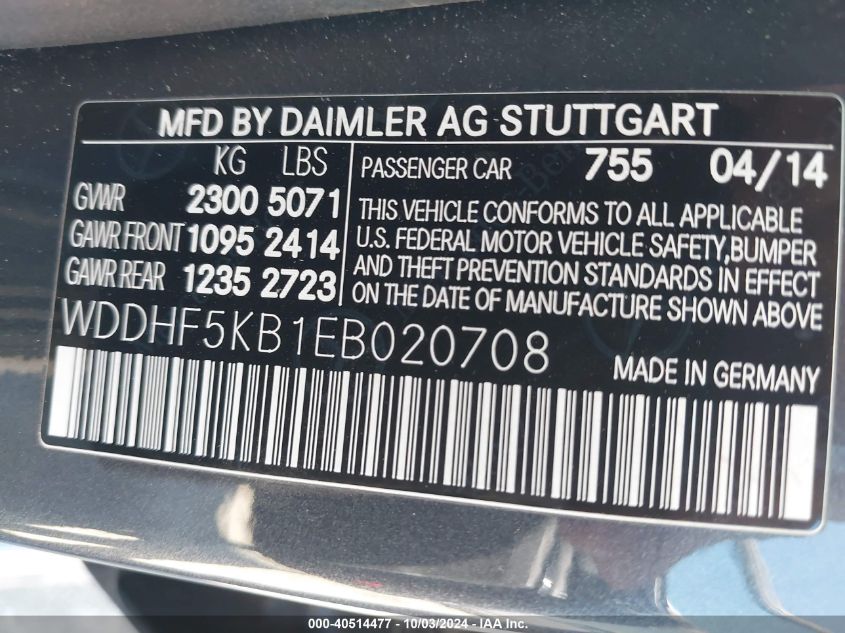 MFD BY DAIMLER AG STUTTGART
KG LBS
GVWR 2300 5071
GAWR FRONT 1095 2414
GAWR REAR 1235 2723
PASSENGER CAR 755 04/14
THIS VEHICLE CONFORMS TO ALL APPLICABLE
U.S. FEDERAL MOTOR VEHICLE SAFETY,BUMPER
AND THEFT PREVENTION STANDARDS IN EFFECT
ON THE DATE OF MANUFACTURE SHOWN ABOVE
WDDHF5KB1EB020708
MADE IN GERMANY
000-40514477 - 10/03/2024 - IAA Inc.